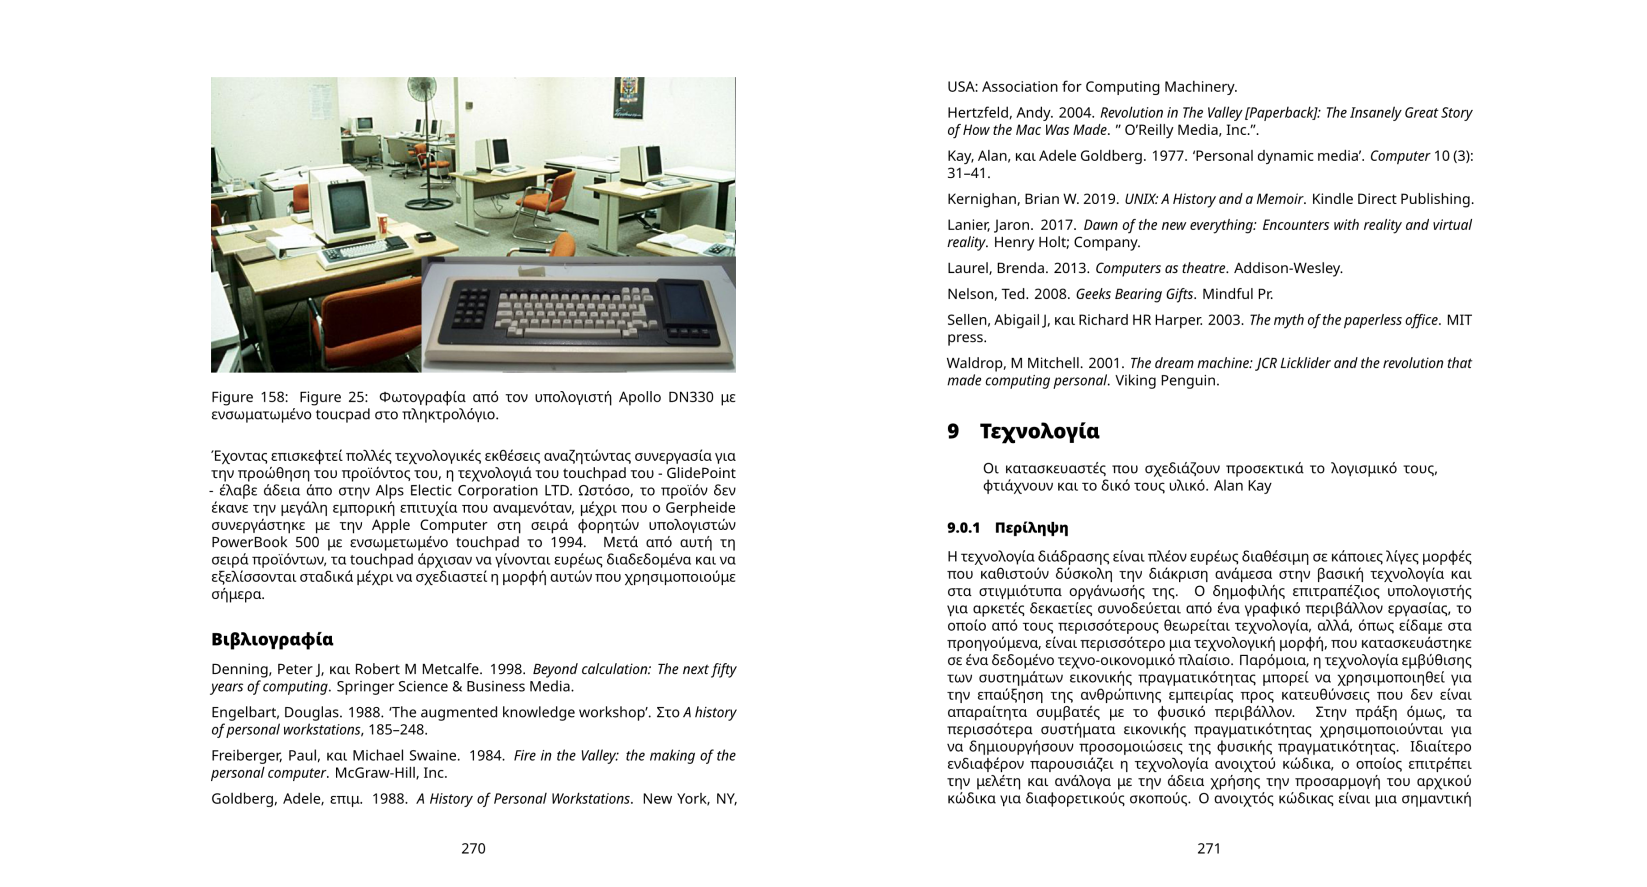 Figure 158: Figure 25: Φωτογραφία από τον υπολογιστή Apollo DN330 με
ενσωματωμένο toucpad στο πληκτρολόγιο.
Έχοντας επισκεφτεί πολλές τεχνολογικές εκθέσεις αναζητώντας συνεργασία για
την προώθηση του προϊόντος του, η τεχνολογιά του touchpad του - GlidePoint
- έλαβε άδεια άπο στην Alps Electic Corporation LTD. Ωστόσο, το προϊόν δεν
έκανε την μεγάλη εμπορική επιτυχία που αναμενόταν, μέχρι που ο Gerpheide
συνεργάστηκε με την Apple Computer στη σειρά φορητών υπολογιστών
PowerBook 500 με ενσωμετωμένο touchpad το 1994. Μετά από αυτή τη
σειρά προϊόντων, τα touchpad άρχισαν να γίνονται ευρέως διαδεδομένα και να
εξελίσσονται σταδικά μέχρι να σχεδιαστεί η μορφή αυτών που χρησιμοποιούμε
σήμερα.
Βιβλιογραφία
Denning, Peter J, και Robert M Metcalfe. 1998. Beyond calculation: The next fifty
years of computing. Springer Science & Business Media.
Engelbart, Douglas. 1988. ‘The augmented knowledge workshop’. Στο A history
of personal workstations, 185–248.
Freiberger, Paul, και Michael Swaine. 1984. Fire in the Valley: the making of the
personal computer. McGraw-Hill, Inc.
Goldberg, Adele, επιμ. 1988. A History of Personal Workstations. New York, NY,
270
USA: Association for Computing Machinery.
Hertzfeld, Andy. 2004. Revolution in The Valley [Paperback]: The Insanely Great Story
of How the Mac Was Made. ” O’Reilly Media, Inc.”.
Kay, Alan, και Adele Goldberg. 1977. ‘Personal dynamic media’. Computer 10 (3):
31–41.
Kernighan, Brian W. 2019. UNIX: A History and a Memoir. Kindle Direct Publishing.
Lanier, Jaron. 2017. Dawn of the new everything: Encounters with reality and virtual
reality. Henry Holt; Company.
Laurel, Brenda. 2013. Computers as theatre. Addison-Wesley.
Nelson, Ted. 2008. Geeks Bearing Gifts. Mindful Pr.
Sellen, Abigail J, και Richard HR Harper. 2003. The myth of the paperless office. MIT
press.
Waldrop, M Mitchell. 2001. The dream machine: JCR Licklider and the revolution that
made computing personal. Viking Penguin.
9 Τεχνολογία
Οι κατασκευαστές που σχεδιάζουν προσεκτικά το λογισμικό τους,
φτιάχνουν και το δικό τους υλικό. Alan Kay
9.0.1 Περίληψη
Η τεχνολογία διάδρασης είναι πλέον ευρέως διαθέσιμη σε κάποιες λίγες μορφές
που καθιστούν δύσκολη την διάκριση ανάμεσα στην βασική τεχνολογία και
στα στιγμιότυπα οργάνωσής της. Ο δημοφιλής επιτραπέζιος υπολογιστής
για αρκετές δεκαετίες συνοδεύεται από ένα γραφικό περιβάλλον εργασίας, το
οποίο από τους περισσότερους θεωρείται τεχνολογία, αλλά, όπως είδαμε στα
προηγούμενα, είναι περισσότερο μια τεχνολογική μορφή, που κατασκευάστηκε
σε ένα δεδομένο τεχνο-οικονομικό πλαίσιο. Παρόμοια, η τεχνολογία εμβύθισης
των συστημάτων εικονικής πραγματικότητας μπορεί να χρησιμοποιηθεί για
την επαύξηση της ανθρώπινης εμπειρίας προς κατευθύνσεις που δεν είναι
απαραίτητα συμβατές με το φυσικό περιβάλλον. Στην πράξη όμως, τα
περισσότερα συστήματα εικονικής πραγματικότητας χρησιμοποιούνται για
να δημιουργήσουν προσομοιώσεις της φυσικής πραγματικότητας. Ιδιαίτερο
ενδιαφέρον παρουσιάζει η τεχνολογία ανοιχτού κώδικα, ο οποίος επιτρέπει
την μελέτη και ανάλογα με την άδεια χρήσης την προσαρμογή του αρχικού
κώδικα για διαφορετικούς σκοπούς. Ο ανοιχτός κώδικας είναι μια σημαντική
271